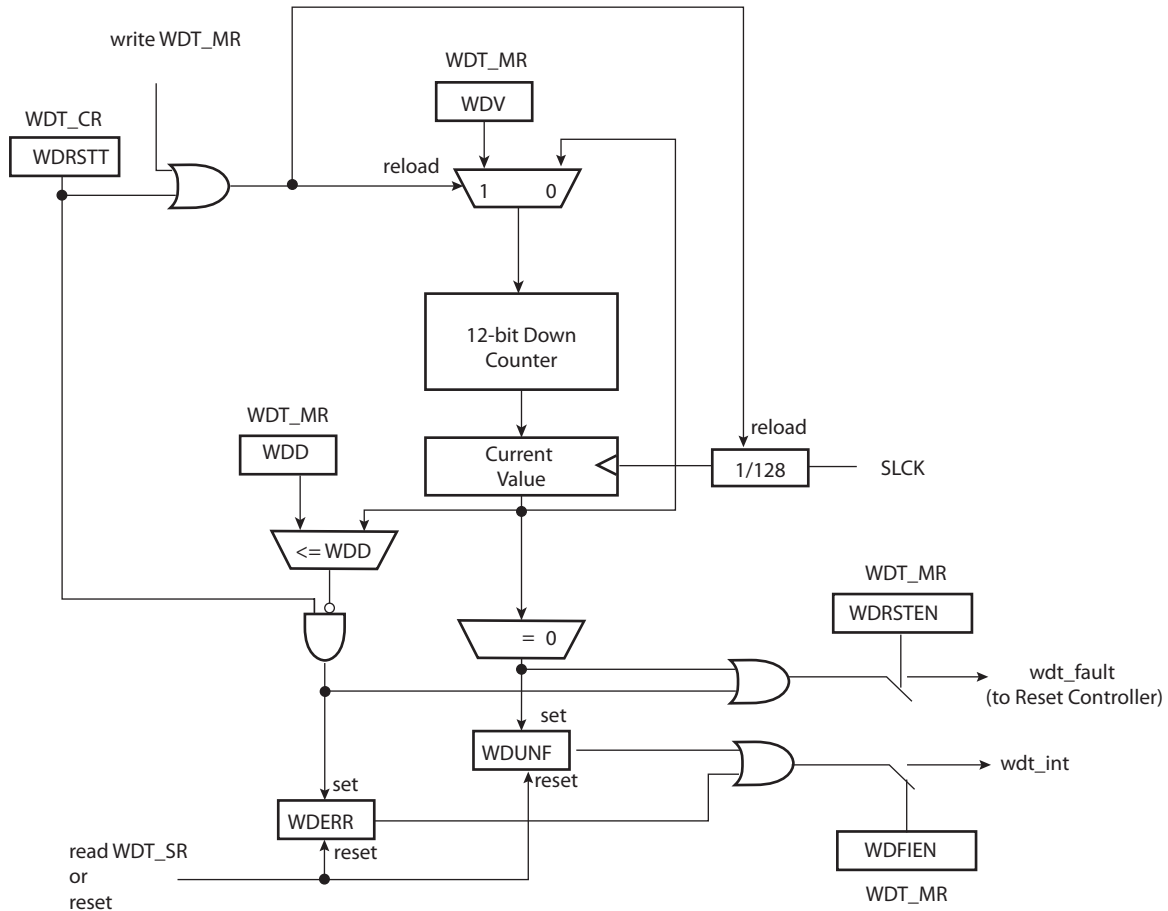 write WDT_MR
WDT_MR
WDV
WDT_CR
WDRSTT
reload
1 0
12-bit Down
Counter
WDT_MR
WDD
Current
Value
reload
1/128
SLCK
<= WDD
WDT_MR
WDRSTEN
= 0
wdt_fault
(to Reset Controller)
set
WDUNF
reset
wdt_int
set
WDERR
reset
read WDT_SR
or
reset
WDFIEN
WDT_MR